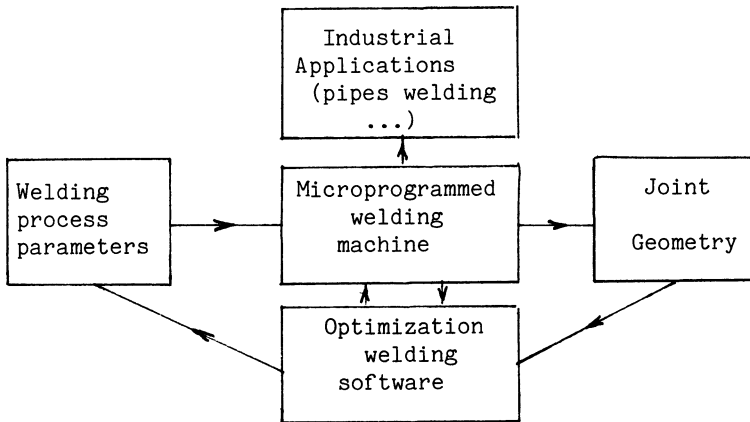 Industrial
Applications
(pipes welding
...)
Welding
process
parameters
Microprogrammed
welding
machine
Joint
Geometry
Optimization
welding
software